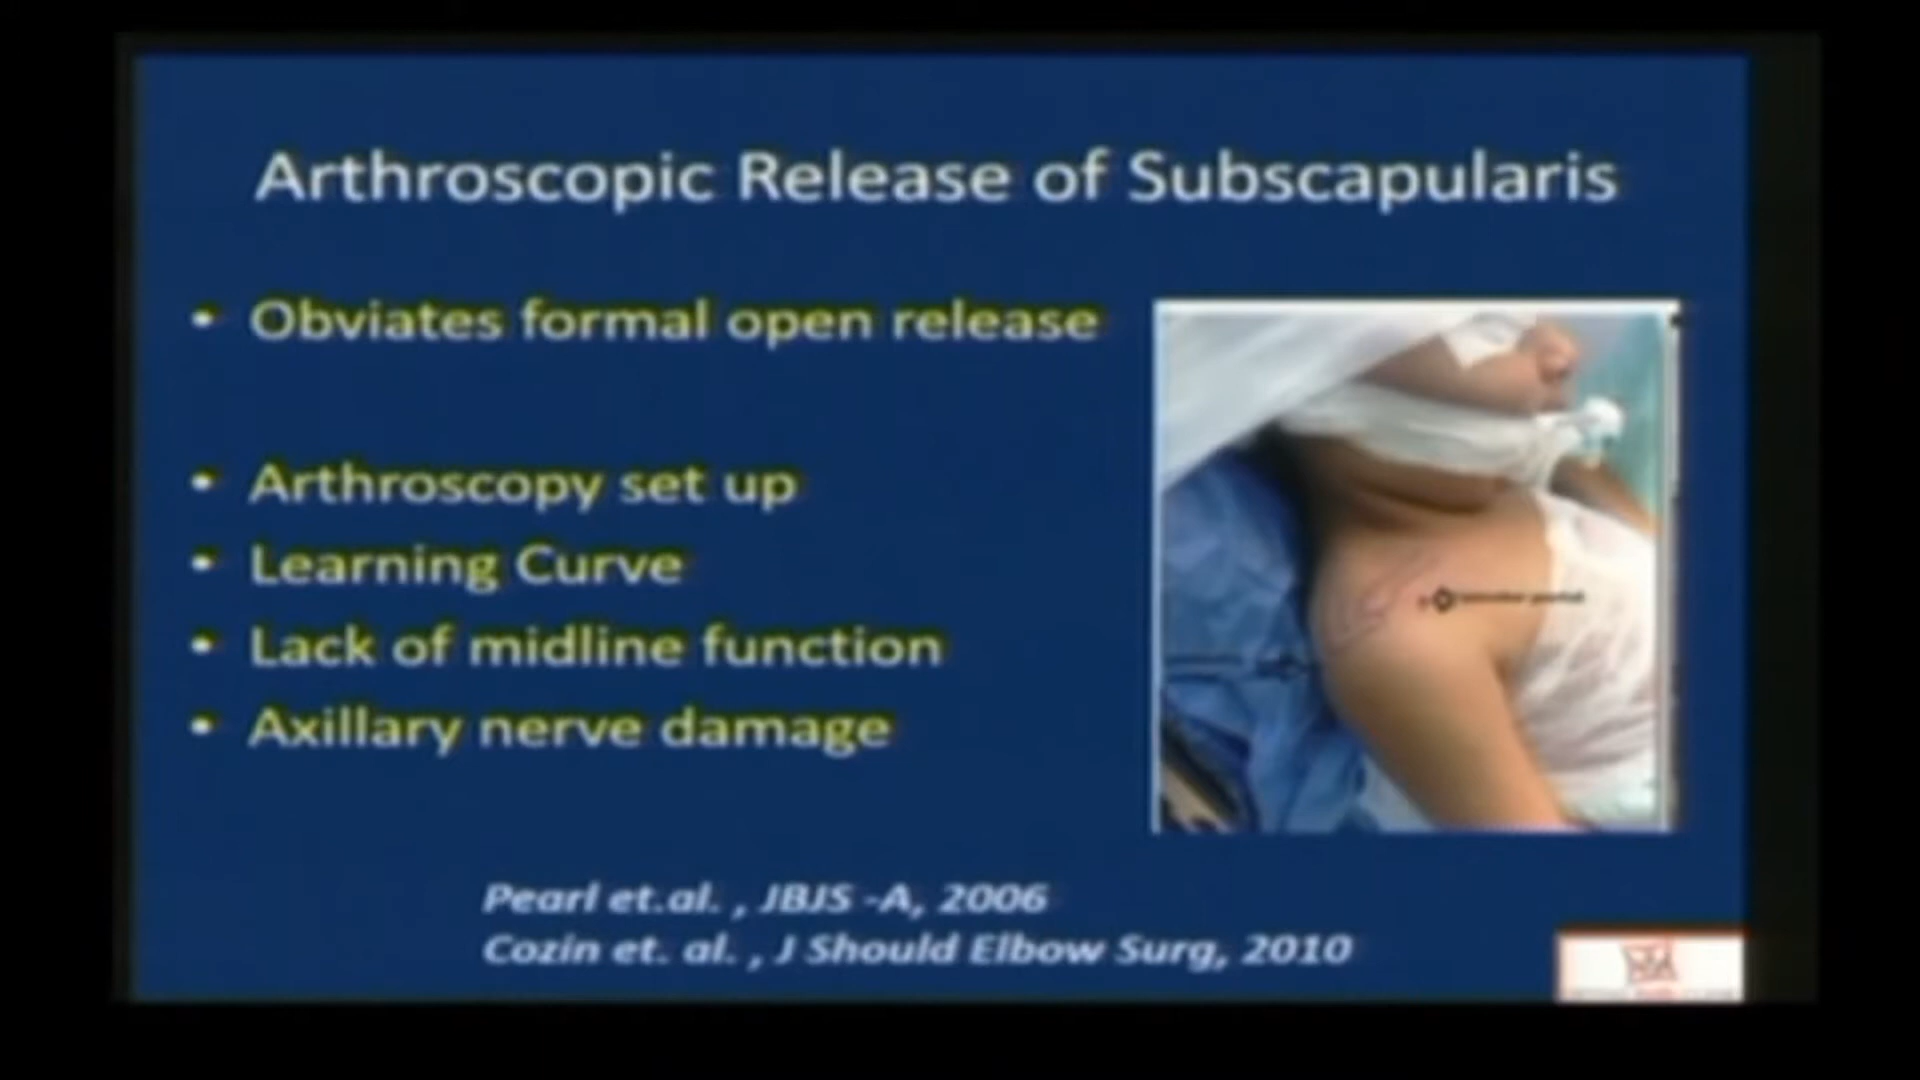 Arthroscopic Release of Subscapularis
• Obviates formal open release
• Arthroscopy set up
• Learning Curve
• Lack of midline function
• Axillary nerve damage
Pearl et.al. , JBJS -A, 2006
Cozin et. al. , J Should Elbow Surg, 2010